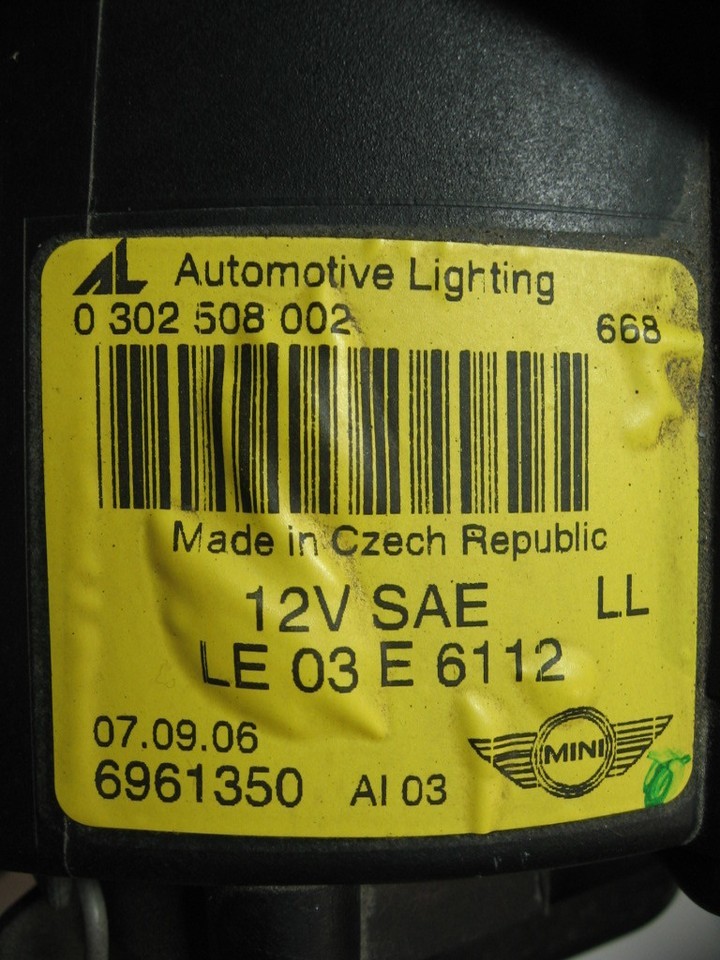 AL Automotive Lighting
0 302 508 002 668
Made in Czech Republic
12V SAE LL
LE 03 E 6112
07.09.06
6961350 AI 03
MINI